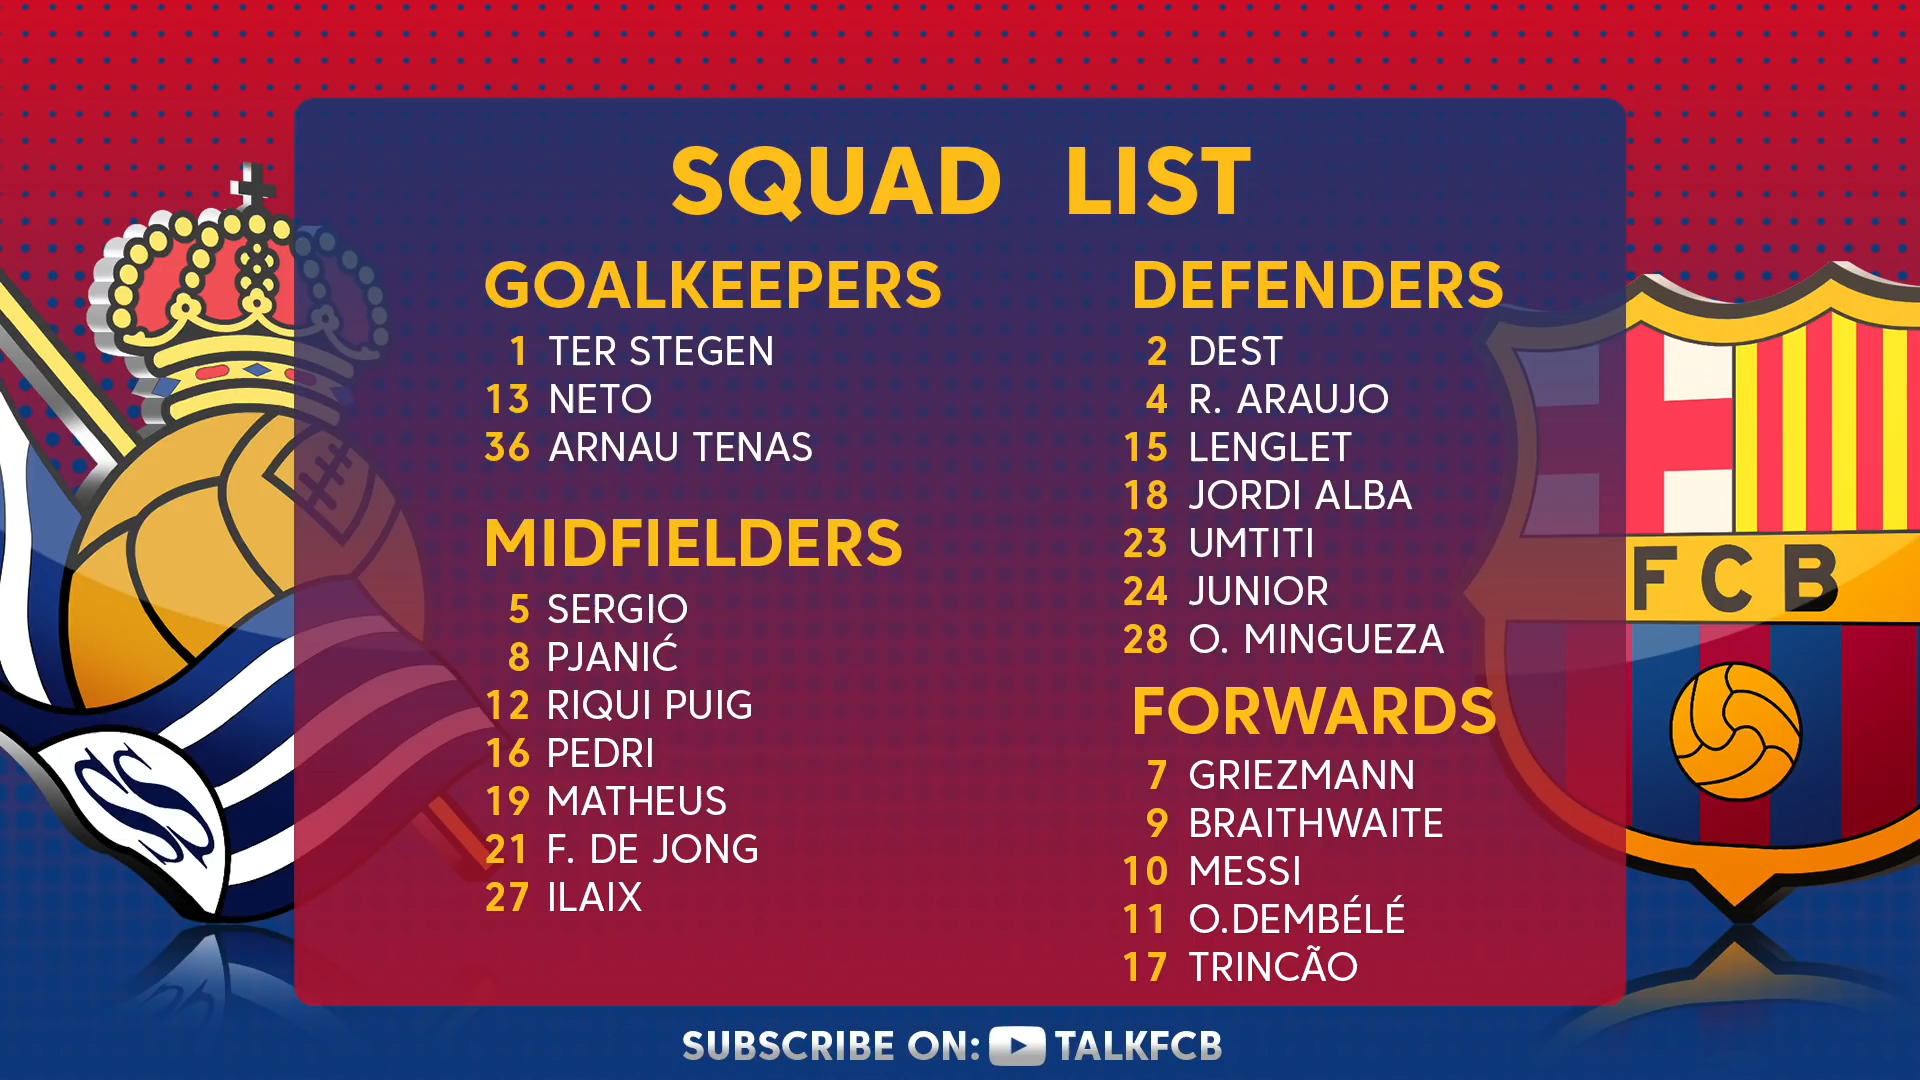 SQUAD LIST
GOALKEEPERS
1 TER STEGEN
13 NETO
36 ARNAU TENAS
MIDFIELDERS
5 SERGIO
8 PJANIĆ
12 RIQUI PUIG
16 PEDRI
19 MATHEUS
21 F. DE JONG
27 ILAIX
DEFENDERS
2 DEST
4 R. ARAUJO
15 LENGLET
18 JORDI ALBA
23 UMTITI
24 JUNIOR
28 O. MINGUEZA
FORWARDS
7 GRIEZMANN
9 BRAITHWAITE
10 MESSI
11 O.DEMBÉLÉ
17 TRINCÃO
FCB
SS
SUBSCRIBE ON: TALKFCB